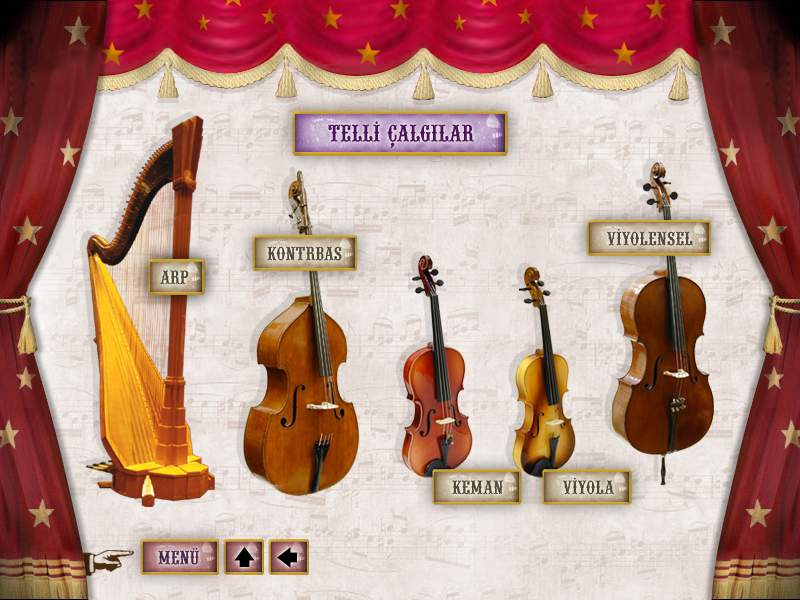 TELLİ ÇALGILAR
VİYOLENSEL
KONTRBAS
ARP
KEMAN
VİYOLA
MENÜ